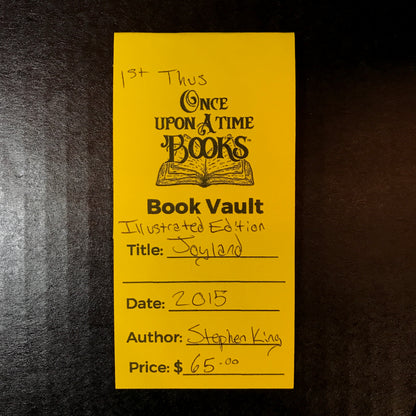 1st Thus
ONCE
UPON A TIME
BOOKS
Book Vault
Illustrated Edition
Title: Joyland
Date: 2015
Author: Stephen King
Price: $ 65.00